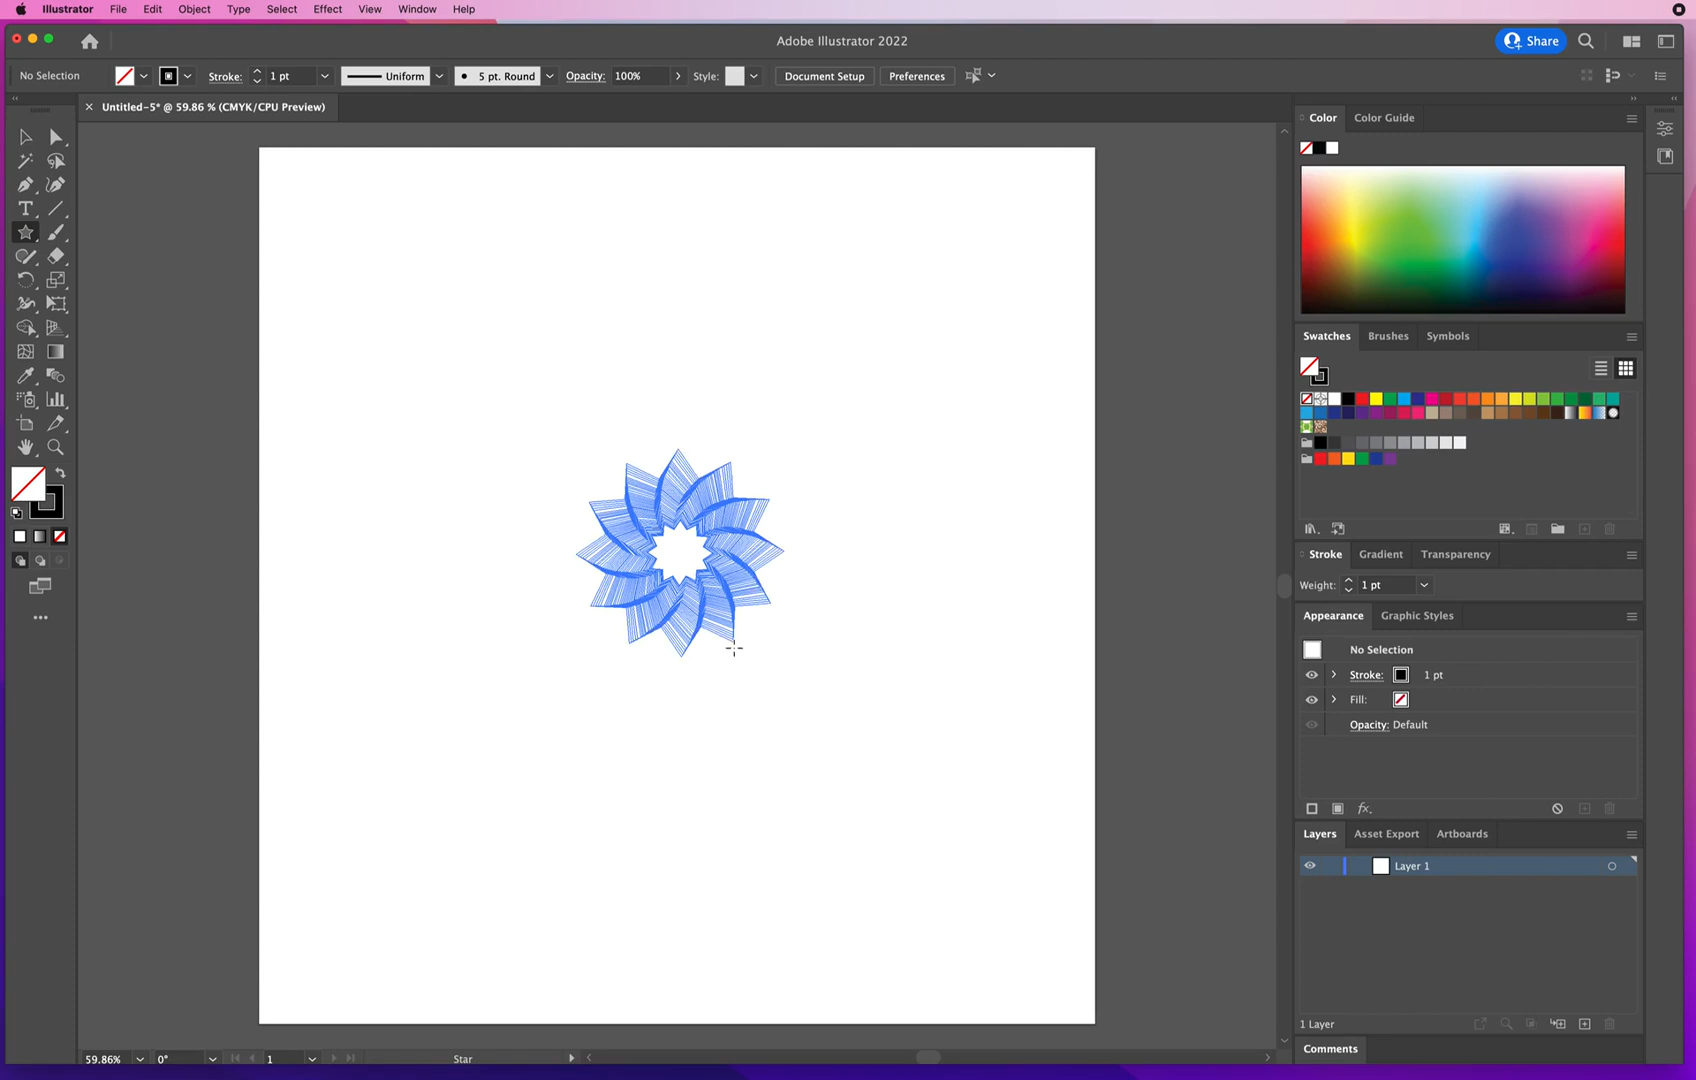 Illustrator File Edit Object Type Select Effect View Window Help
Adobe Illustrator 2022
Share
No Selection Stroke: 1 pt Uniform 5 pt. Round Opacity: 100% Style: Document Setup Preferences
Untitled-5* @ 59.86 % (CMYK/CPU Preview)
Color Color Guide
Swatches Brushes Symbols
Stroke Gradient Transparency
Weight: 1 pt
Appearance Graphic Styles
No Selection
Stroke: 1 pt
Fill:
Opacity: Default
fx.
Layers Asset Export Artboards
Layer 1
1 Layer
Comments
59.86% 0° 1 Star